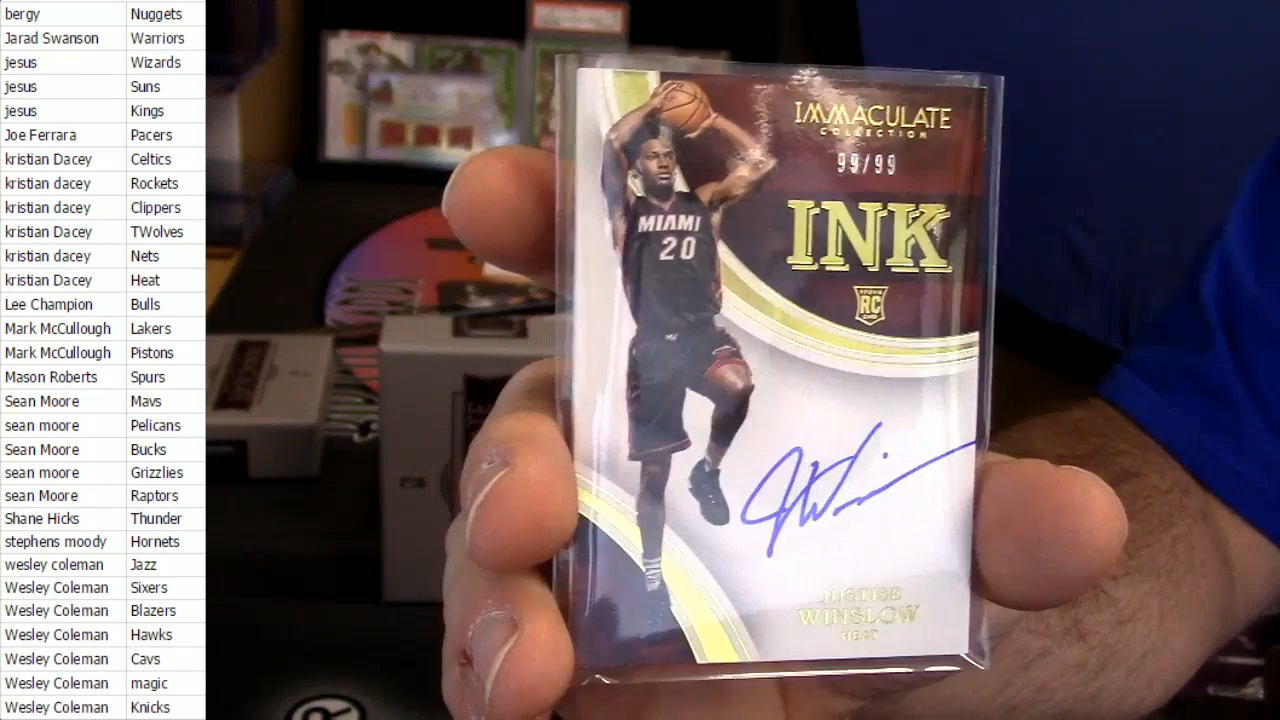 bergy Nuggets
Jarad Swanson Warriors
jesus Wizards
jesus Suns
jesus Kings
Joe Ferrara Pacers
kristian Dacey Celtics
kristian dacey Rockets
kristian dacey Clippers
kristian dacey TWolves
kristian dacey Nets
kristian Dacey Heat
Lee Champion Bulls
Mark McCullough Lakers
Mark McCullough Pistons
Mason Roberts Spurs
Sean Moore Mavs
sean moore Pelicans
Sean Moore Bucks
sean moore Grizzlies
sean Moore Raptors
Shane Hicks Thunder
stephens moody Hornets
wesley coleman Jazz
Wesley Coleman Sixers
Wesley Coleman Blazers
Wesley Coleman Hawks
Wesley Coleman Cavs
Wesley Coleman magic
Wesley Coleman Knicks
IMMACULATE
COLLECTION
99/99
INK
RC
MIAMI
20
JUSTISE
WINSLOW
HEAT